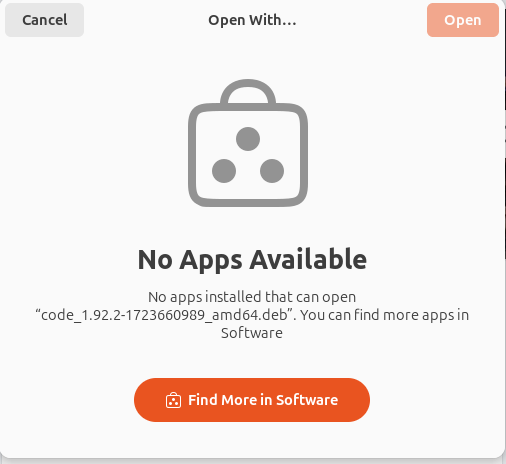 Cancel
Open With…
Open
No Apps Available
No apps installed that can open
“code_1.92.2-1723660989_amd64.deb”. You can find more apps in
Software
Find More in Software